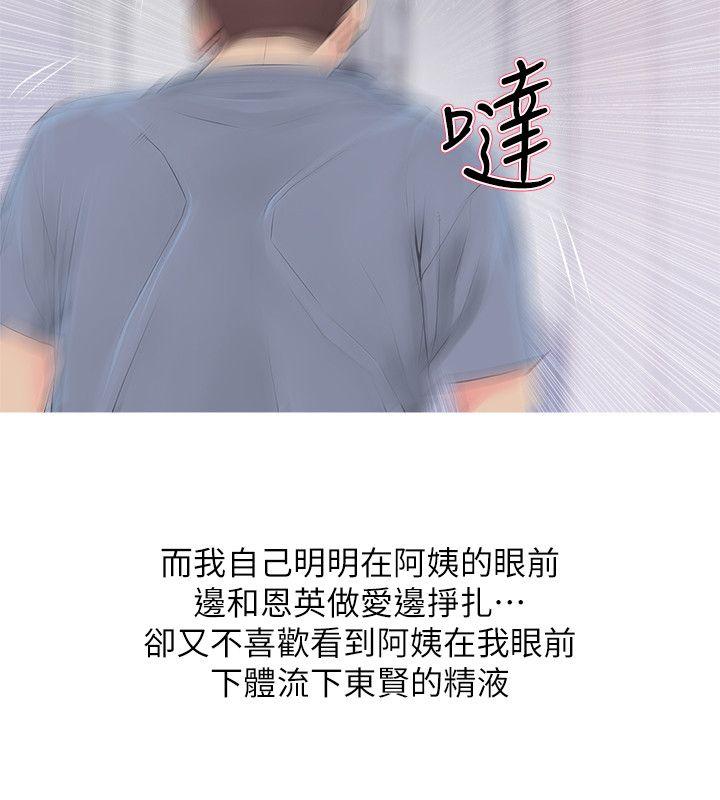 噠
而我自己明明在阿姨的眼前
邊和恩英做愛邊掙扎⋯
卻又不喜歡看到阿姨在我眼前
下體流下東賢的精液